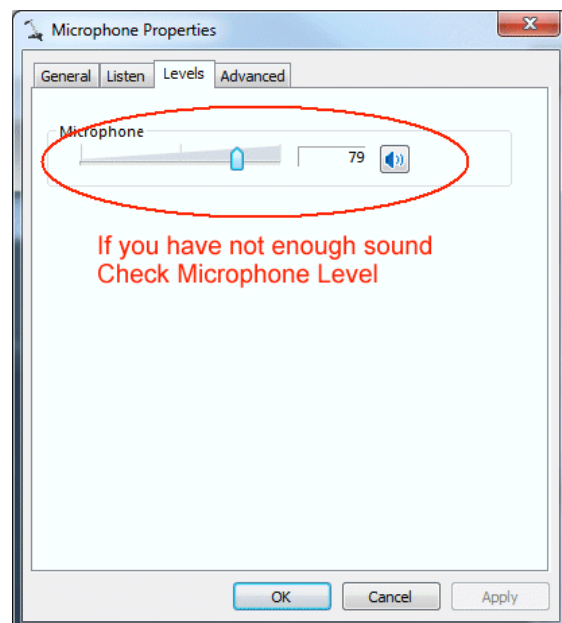 Microphone Properties
General Listen Levels Advanced
Microphone
79
If you have not enough sound
Check Microphone Level
OK Cancel Apply